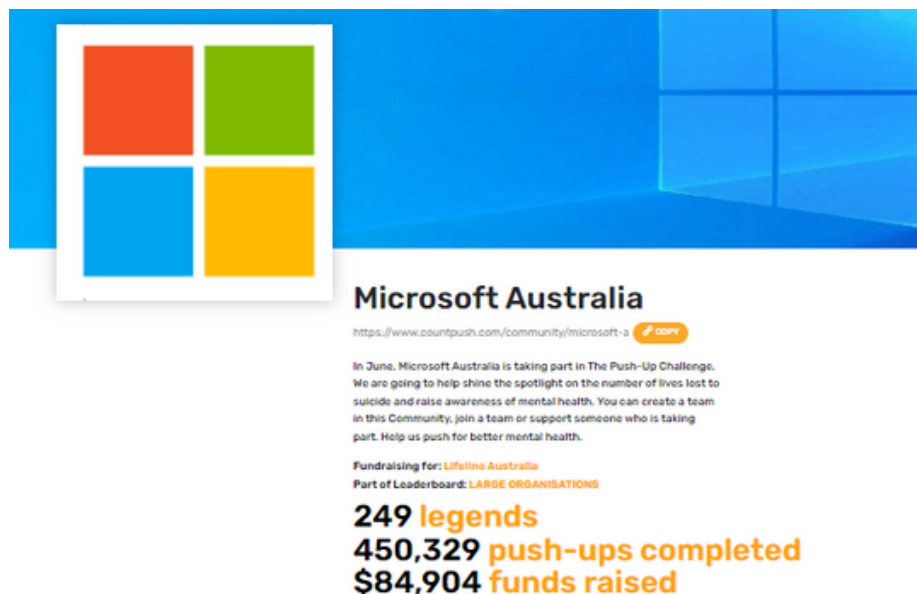 Microsoft Australia
https://www.countpush.com/community/microsoft-a COPY
In June, Microsoft Australia is taking part in The Push-Up Challenge.
We are going to help shine the spotlight on the number of lives lost to
suicide and raise awareness of mental health. You can create a team
in this Community, join a team or support someone who is taking
part. Help us push for better mental health.
Fundraising for: Lifeline Australia
Part of Leaderboard: LARGE ORGANISATIONS
249 legends
450,329 push-ups completed
$84,904 funds raised